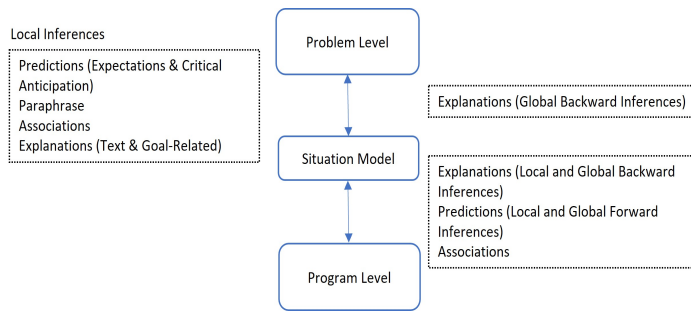 Local Inferences
Predictions (Expectations & Critical
Anticipation)
Paraphrase
Associations
Explanations (Text & Goal-Related)
Problem Level
Explanations (Global Backward Inferences)
Situation Model
Explanations (Local and Global Backward
Inferences)
Predictions (Local and Global Forward
Inferences)
Associations
Program Level